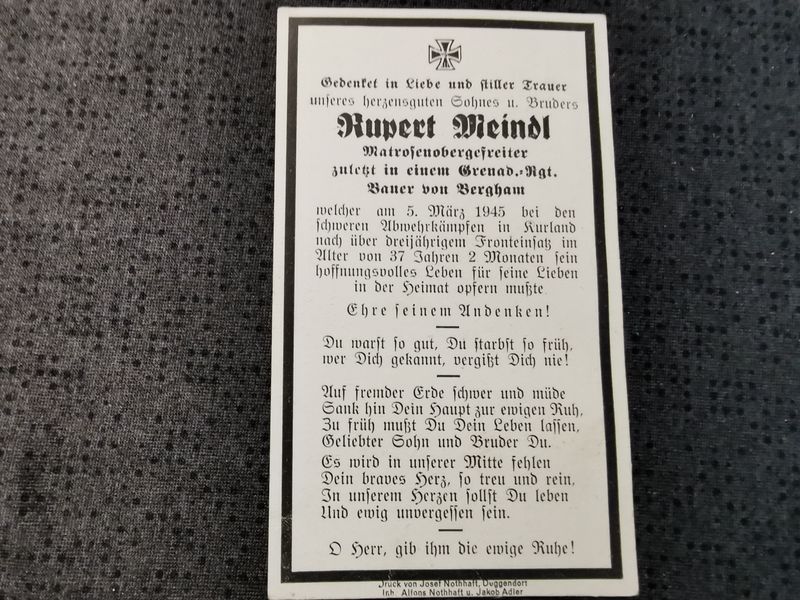 Gedenket in Liebe und stiller Trauer
unseres herzensguten Sohnes u. Bruders
Rupert Meindl
Matrosenobergefreiter
zuletzt in einem Grenad.-Rgt.
Bauer von Bergham
welcher am 5. März 1945 bei den
schweren Abwehrkämpfen in Kurland
nach über dreijährigem Fronteinsatz im
Alter von 37 Jahren 2 Monaten sein
hoffnungsvolles Leben für seine Lieben
in der Heimat opfern mußte
Ehre seinem Andenken!
Du warst so gut, Du starbst so früh,
wer Dich gekannt, vergißt Dich nie!
Auf fremder Erde schwer und müde
Sank hin Dein Haupt zur ewigen Ruh,
Zu früh mußt Du Dein Leben lassen,
Geliebter Sohn und Bruder Du.
Es wird in unserer Mitte fehlen
Dein braves Herz, so treu und rein,
In unserem Herzen sollst Du leben
Und ewig unvergessen sein.
O Herr, gib ihm die ewige Ruhe!
Druck von Josef Nothhaft, Duggendorf
Inh. Alfons Nothhaft u. Jakob Adler